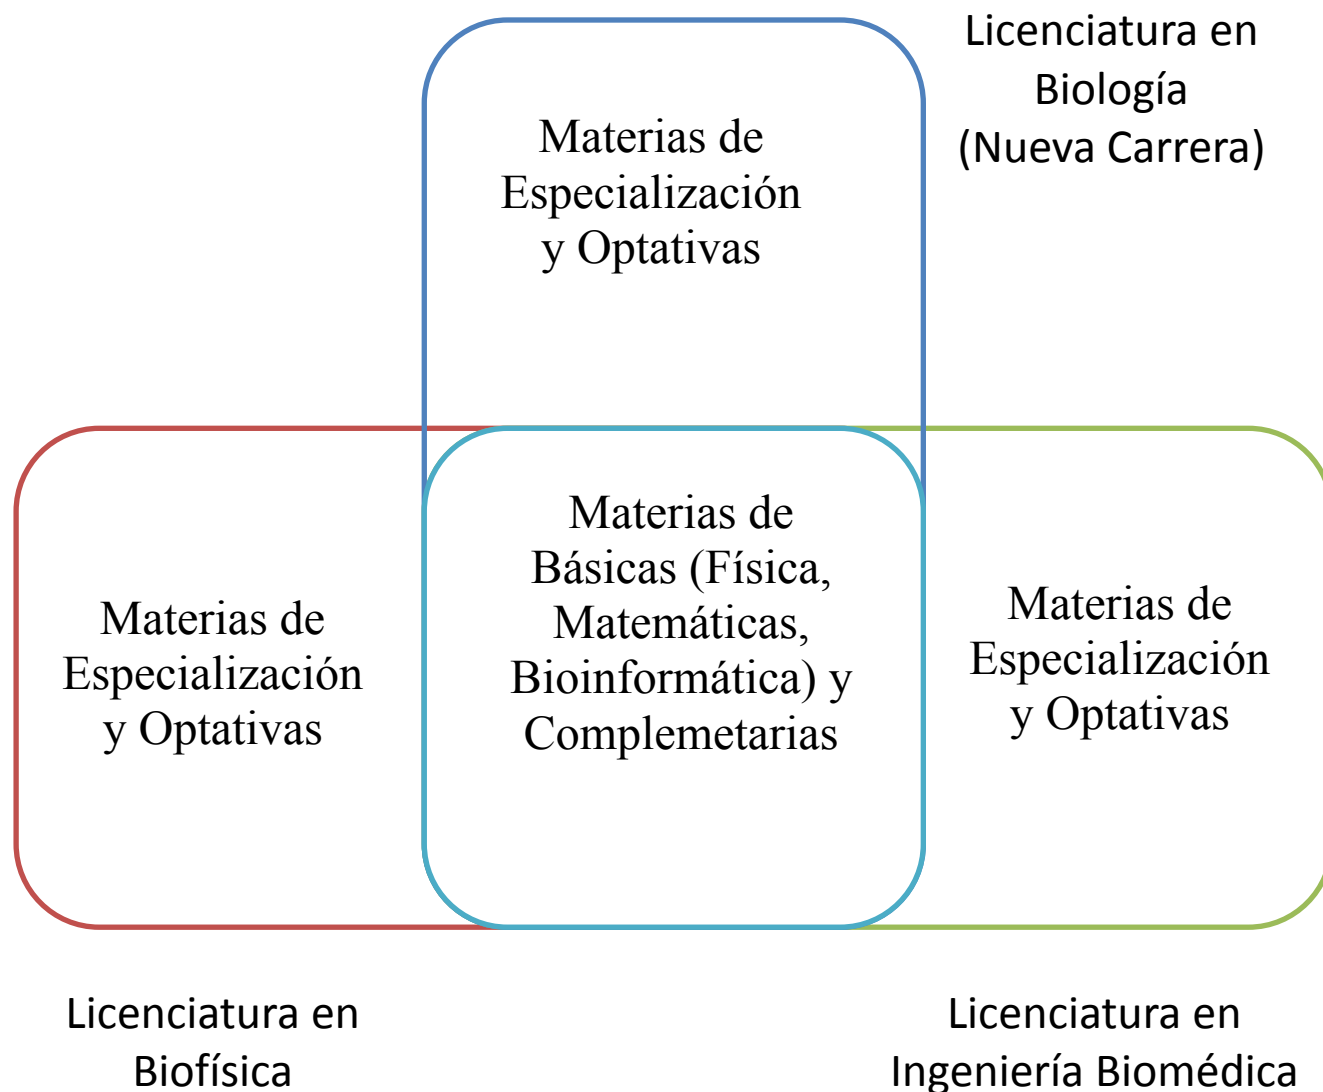 Licenciatura en
Biología
(Nueva Carrera)
Materias de
Especialización
y Optativas
Materias de
Especialización
y Optativas
Materias de
Básicas (Física,
Matemáticas,
Bioinformática) y
Complemetarias
Materias de
Especialización
y Optativas
Licenciatura en
Biofísica
Licenciatura en
Ingeniería Biomédica